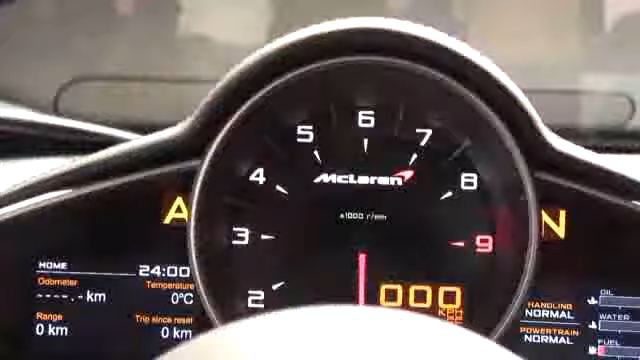 6
5 7
4 8
McLaren
x1000 r/min
A N
3 9
HOME 24:00
Odometer Temperature
-----.- km 0°C
Range Trip since reset
0 km 0 km
2
000
KPH
HANDLING
NORMAL
POWERTRAIN
NORMAL
OIL
WATER
FUEL